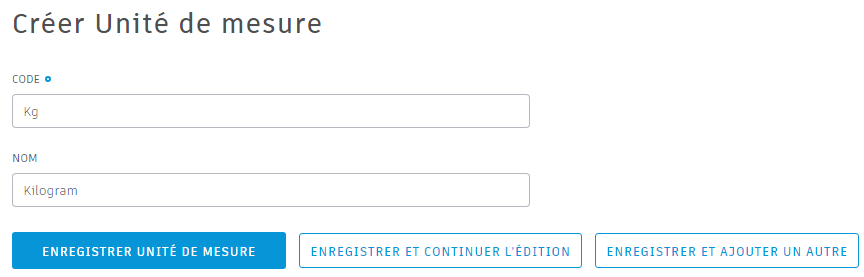 Créer Unité de mesure
CODE
Kg
NOM
Kilogram
ENREGISTRER UNITÉ DE MESURE ENREGISTRER ET CONTINUER L'ÉDITION ENREGISTRER ET AJOUTER UN AUTRE